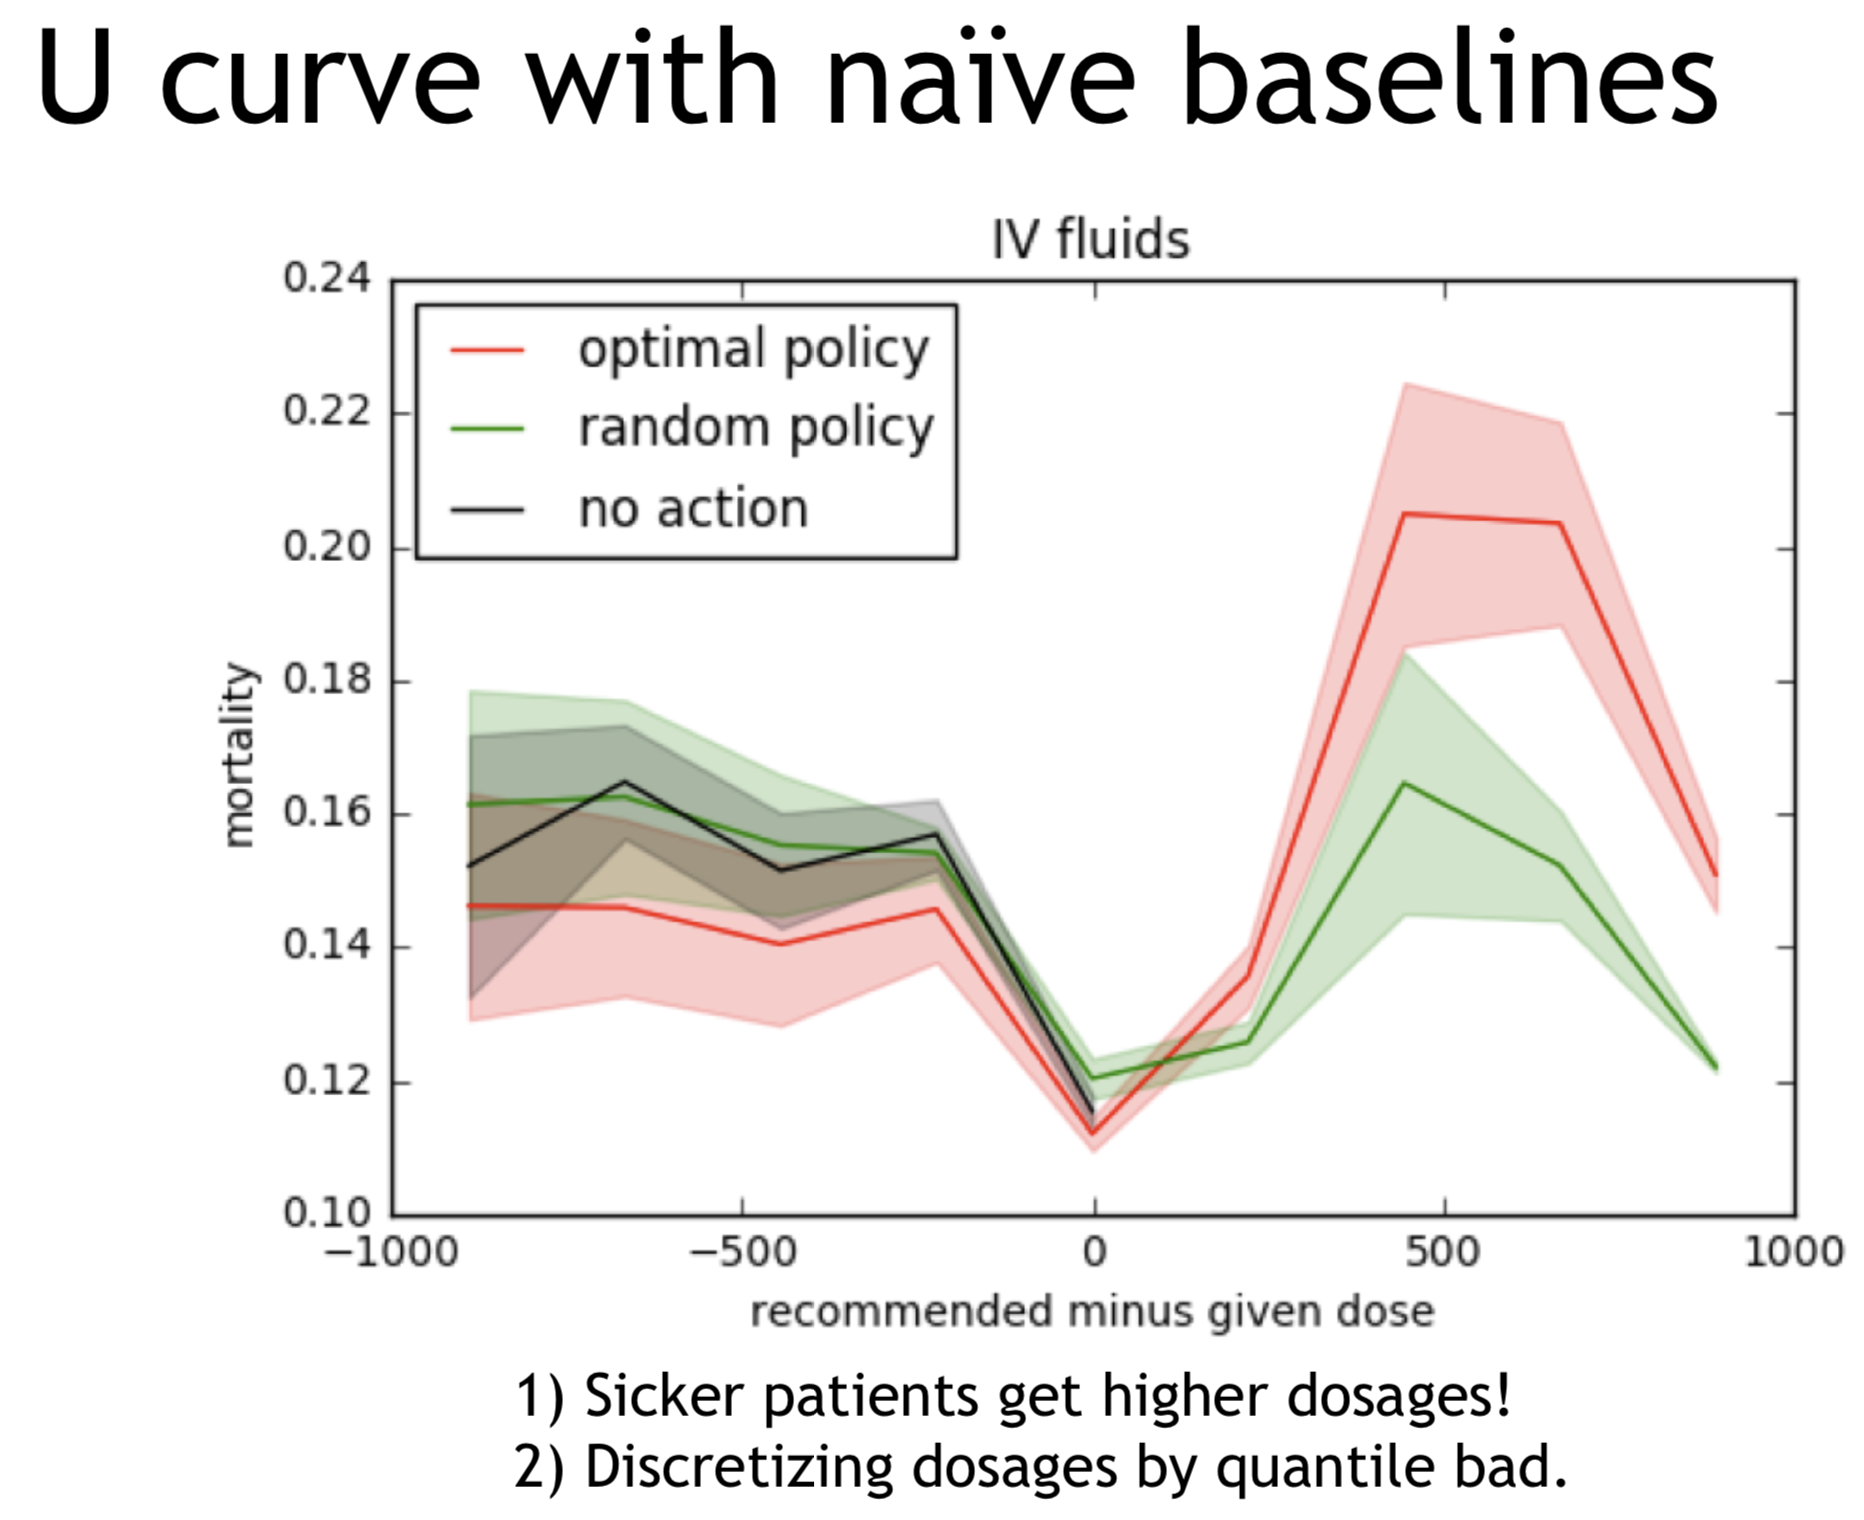 U curve with naïve baselines
IV fluids
optimal policy
random policy
no action
0.24
0.22
0.20
0.18
0.16
0.14
0.12
0.10
mortality
−1000
−500
0
500
1000
recommended minus given dose
1) Sicker patients get higher dosages!
2) Discretizing dosages by quantile bad.